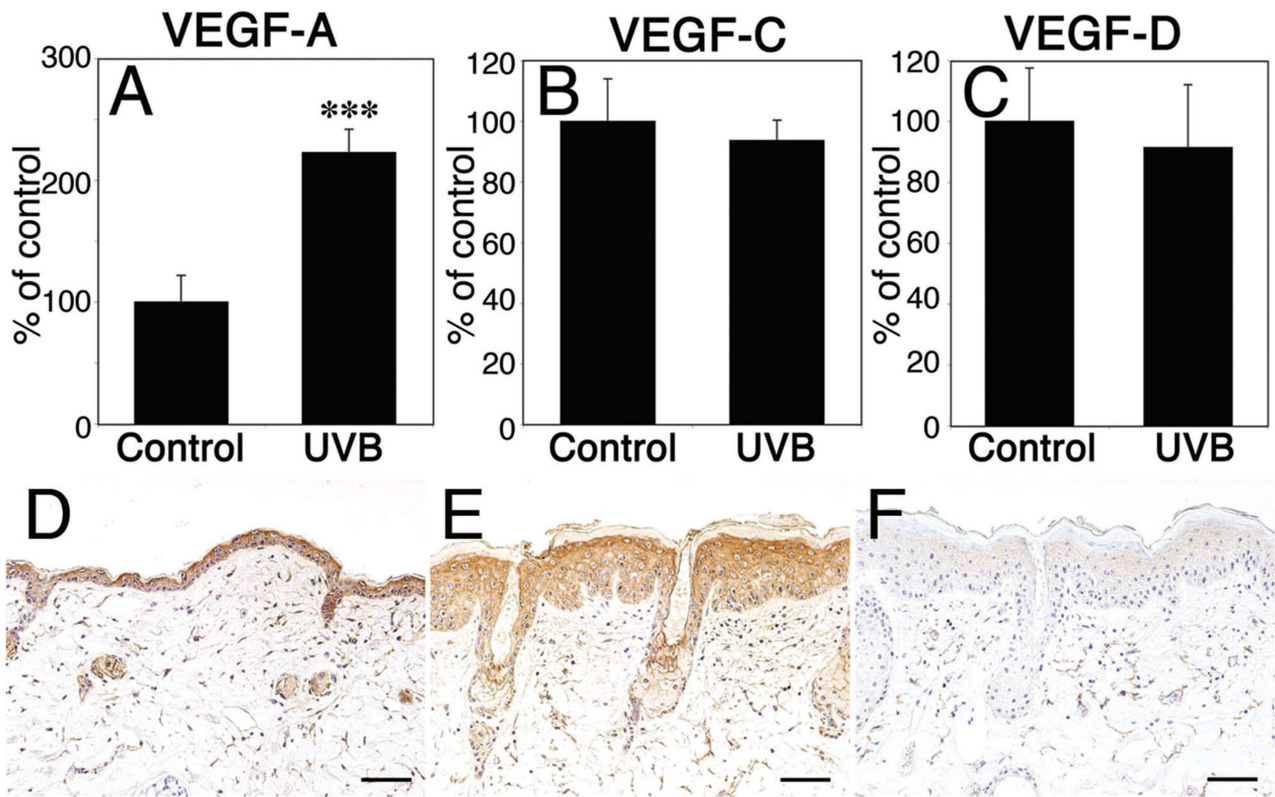 VEGF-A
A
***
% of control
300
200
100
0
Control UVB
VEGF-C
B
% of control
120
100
80
60
40
20
0
Control UVB
VEGF-D
C
% of control
120
100
80
60
40
20
0
Control UVB
D
E
F